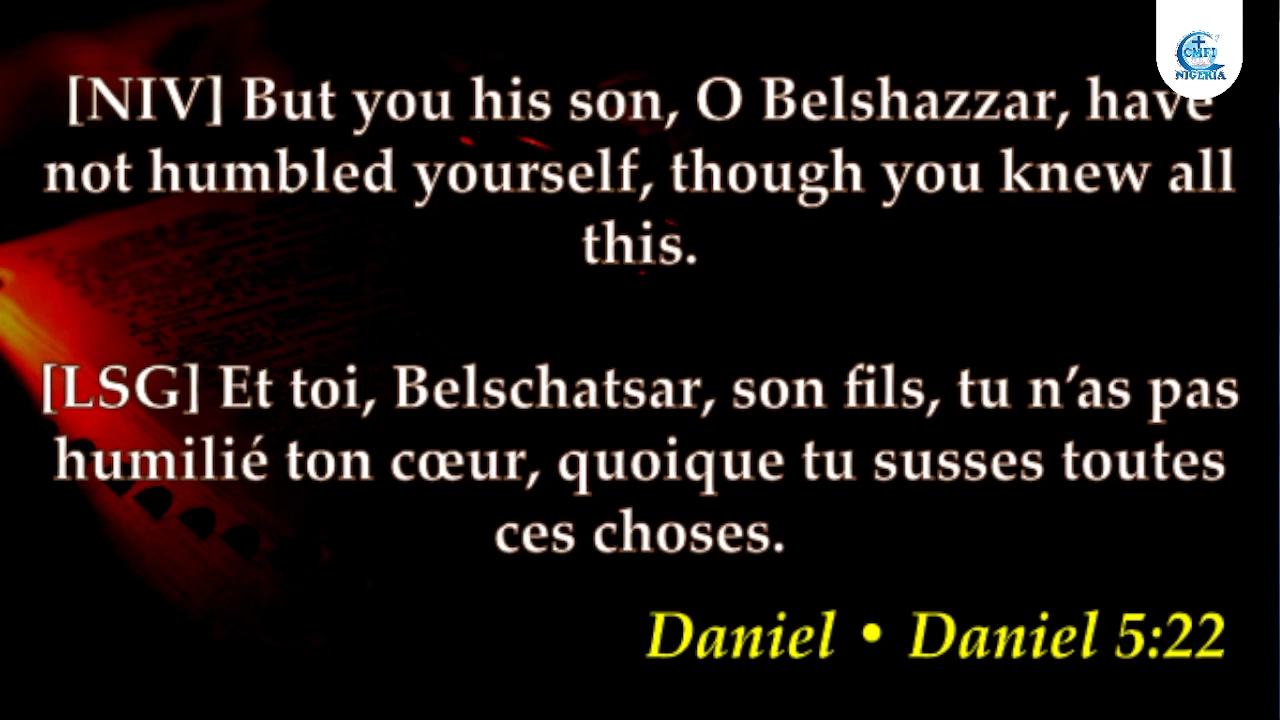 [NIV] But you his son, O Belshazzar, have
not humbled yourself, though you knew all
this.
[LSG] Et toi, Belschatsar, son fils, tu n’as pas
humilié ton cœur, quoique tu susses toutes
ces choses.
Daniel • Daniel 5:22
CMFI
NIGERIA